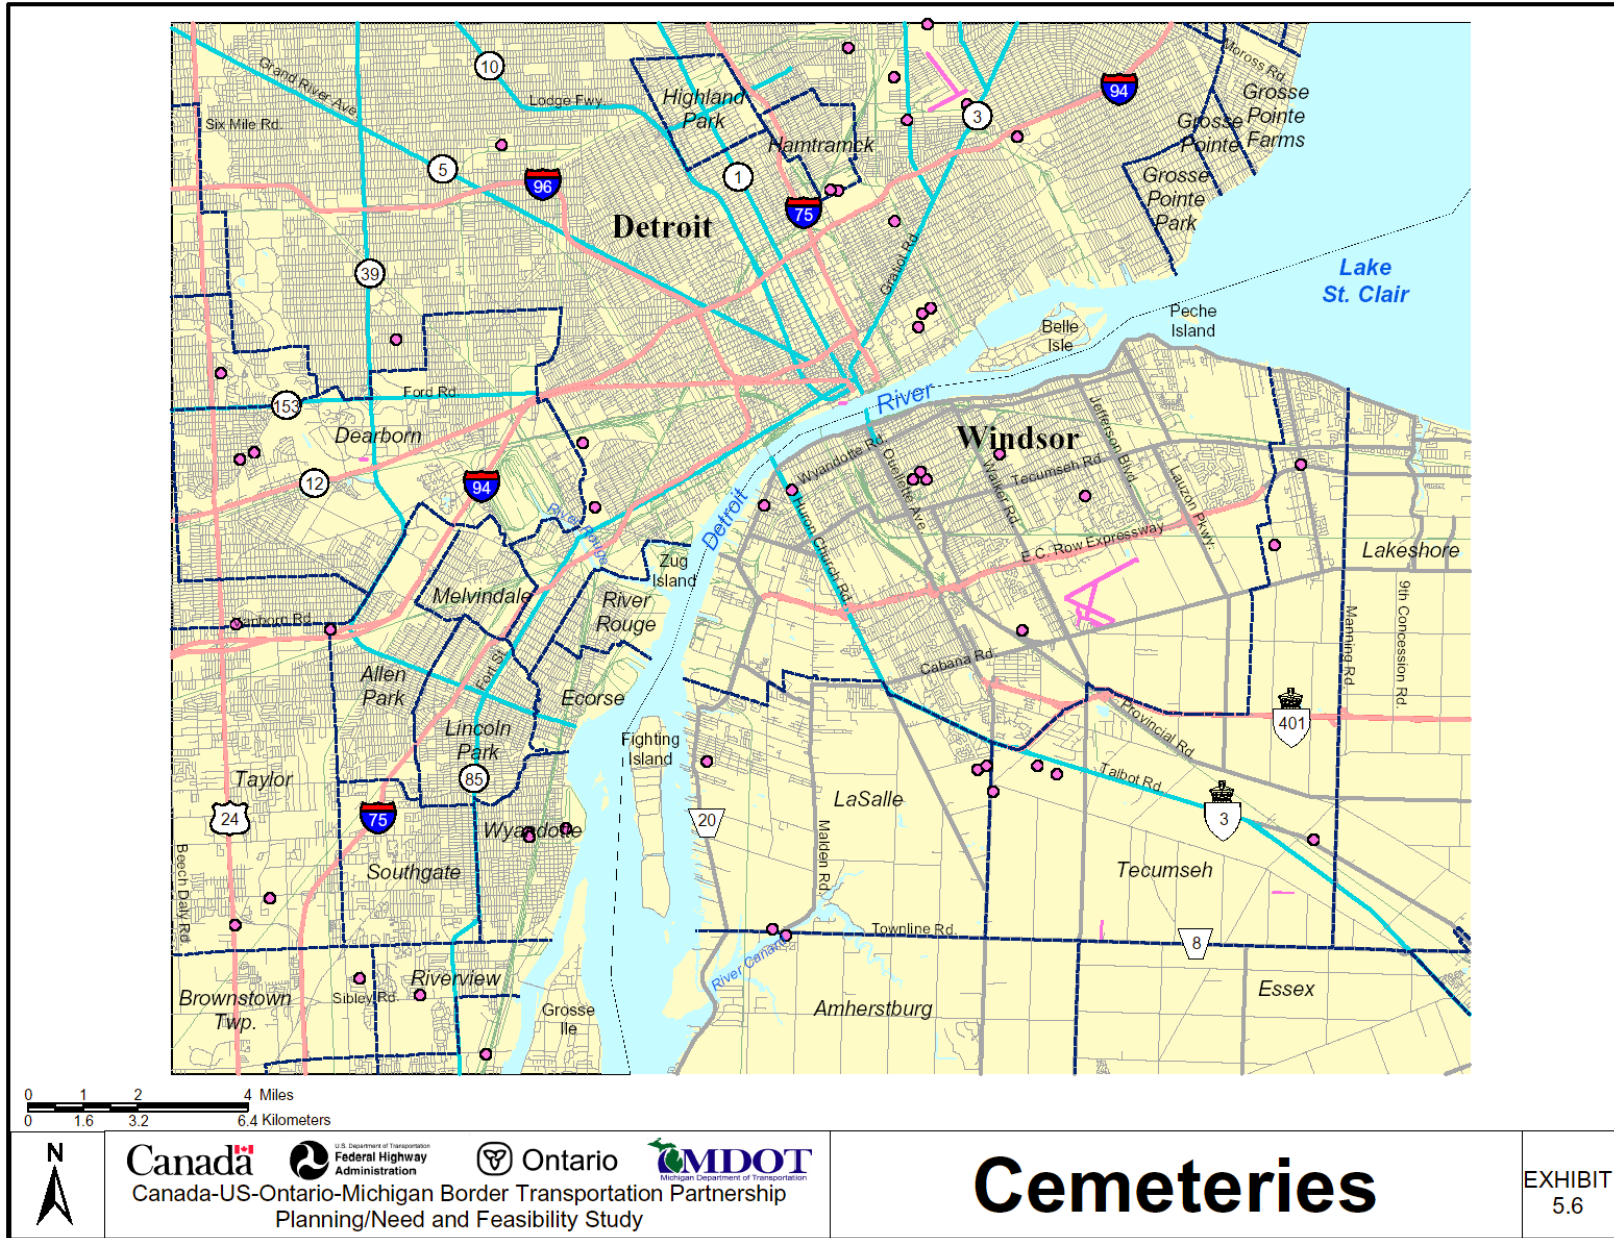 Moross Rd.
Grand River Ave.
10
Lodge Fwy.
Highland
Park
94
Grosse
Pointe
Farms
3
Grosse
Pointe
Six Mile Rd.
Hamtramck
5
96
1
Grosse
Pointe
Park
75
Detroit
39
Gratiot Rd.
Lake
St. Clair
Peche
Island
Belle
Isle
Ford Rd.
153
River
Dearborn
Windsor
Jefferson Blvd
Wyandotte Rd.
Ouellette Ave.
Walker Rd.
Tecumseh Rd.
Lauzon Pkwy.
12
94
River Rouge
Detroit
Huron Church Rd.
E.C. Row Expressway
Lakeshore
Zug
Island
Melvindale
River
Rouge
9th Concession Rd.
Manning Rd.
Fort St.
Cabana Rd.
Allen
Park
Ecorse
Provincial Rd.
401
Lincoln
Park
Fighting
Island
Taylor
85
Talbot Rd.
LaSalle
24
75
20
3
Wyandotte
Malden Rd.
Beech Daly Rd.
Southgate
Tecumseh
Townline Rd.
8
River Canard
Riverview
Brownstown
Twp.
Sibley Rd.
Grosse
Ile
Amherstburg
Essex
0 1 2 4 Miles
0 1.6 3.2 6.4 Kilometers
N
Canada
U.S. Department of Transportation
Federal Highway
Administration
Ontario
MDOT
Michigan Department of Transportation
Canada-US-Ontario-Michigan Border Transportation Partnership
Planning/Need and Feasibility Study
Cemeteries
EXHIBIT
5.6